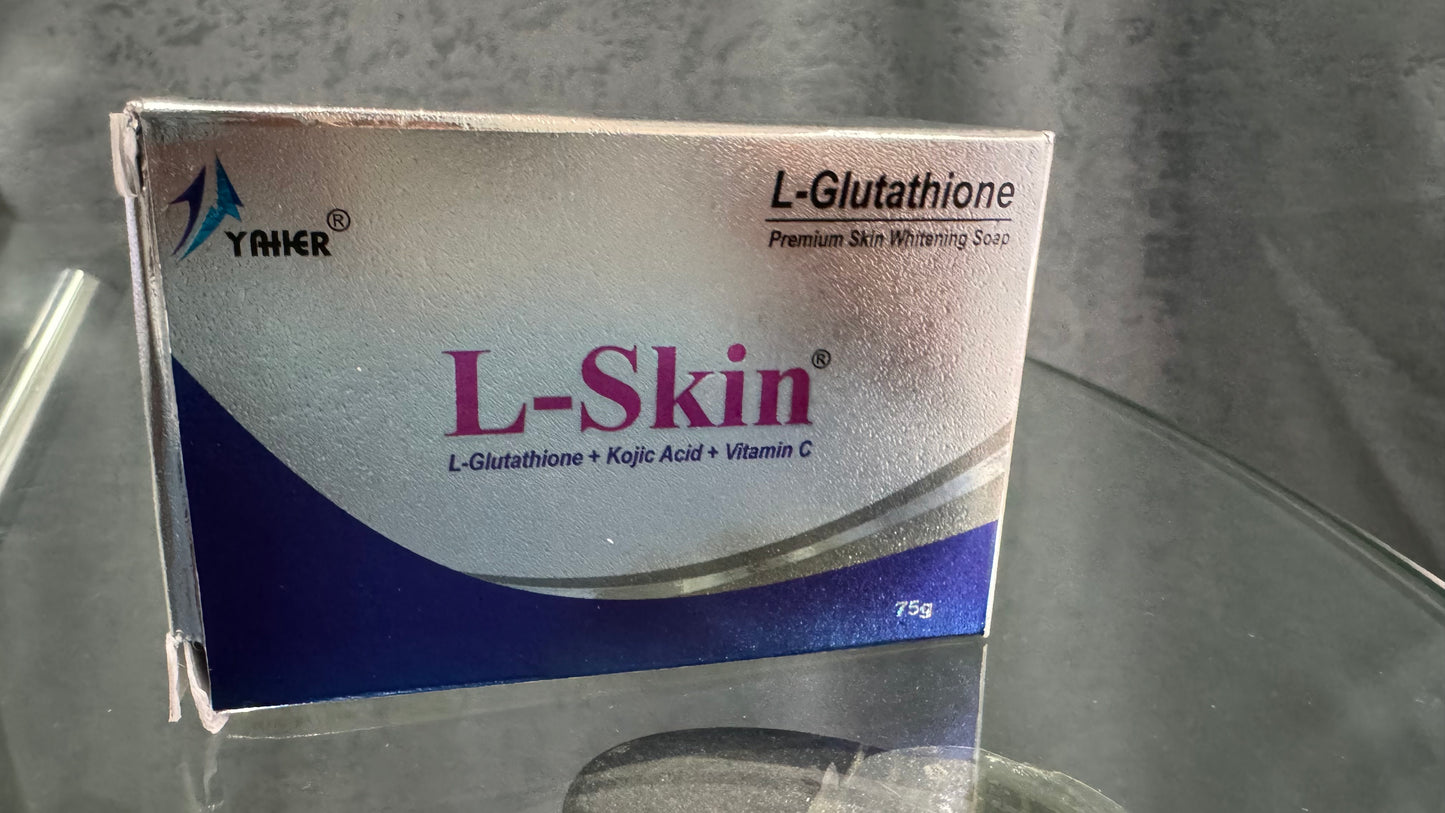 YAHER®
L-Glutathione
Premium Skin Whitening Soap
L-Skin®
L-Glutathione + Kojic Acid + Vitamin C
75g